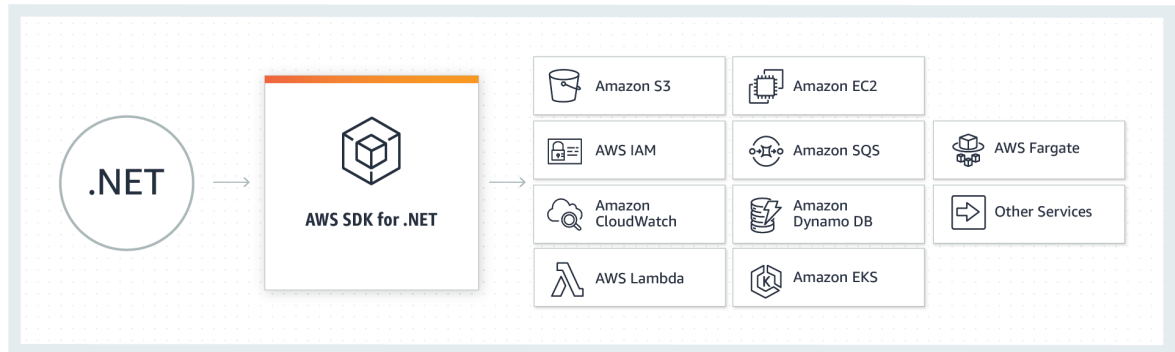 .NET
AWS SDK for .NET
Amazon S3
AWS IAM
Amazon
CloudWatch
AWS Lambda
Amazon EC2
Amazon SQS
Amazon
Dynamo DB
K
Amazon EKS
AWS Fargate
Other Services